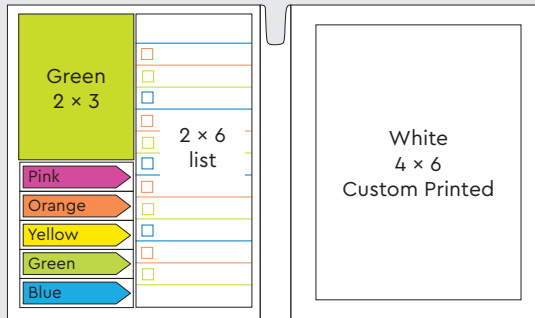 Green
2 × 3
2 × 6
list
Pink
Orange
Yellow
Green
Blue
White
4 × 6
Custom Printed